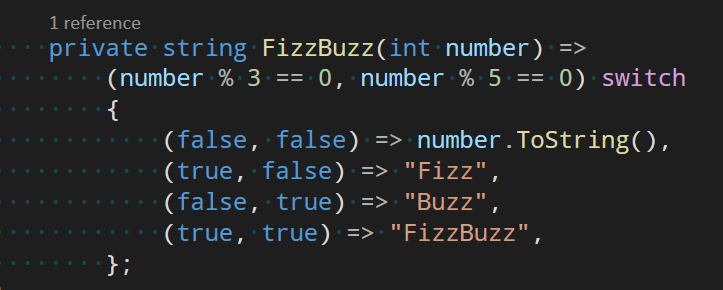 1 reference
private string FizzBuzz(int number) =>
(number % 3 == 0, number % 5 == 0) switch
{
(false, false) => number.ToString(),
(true, false) => "Fizz",
(false, true) => "Buzz",
(true, true) => "FizzBuzz",
};